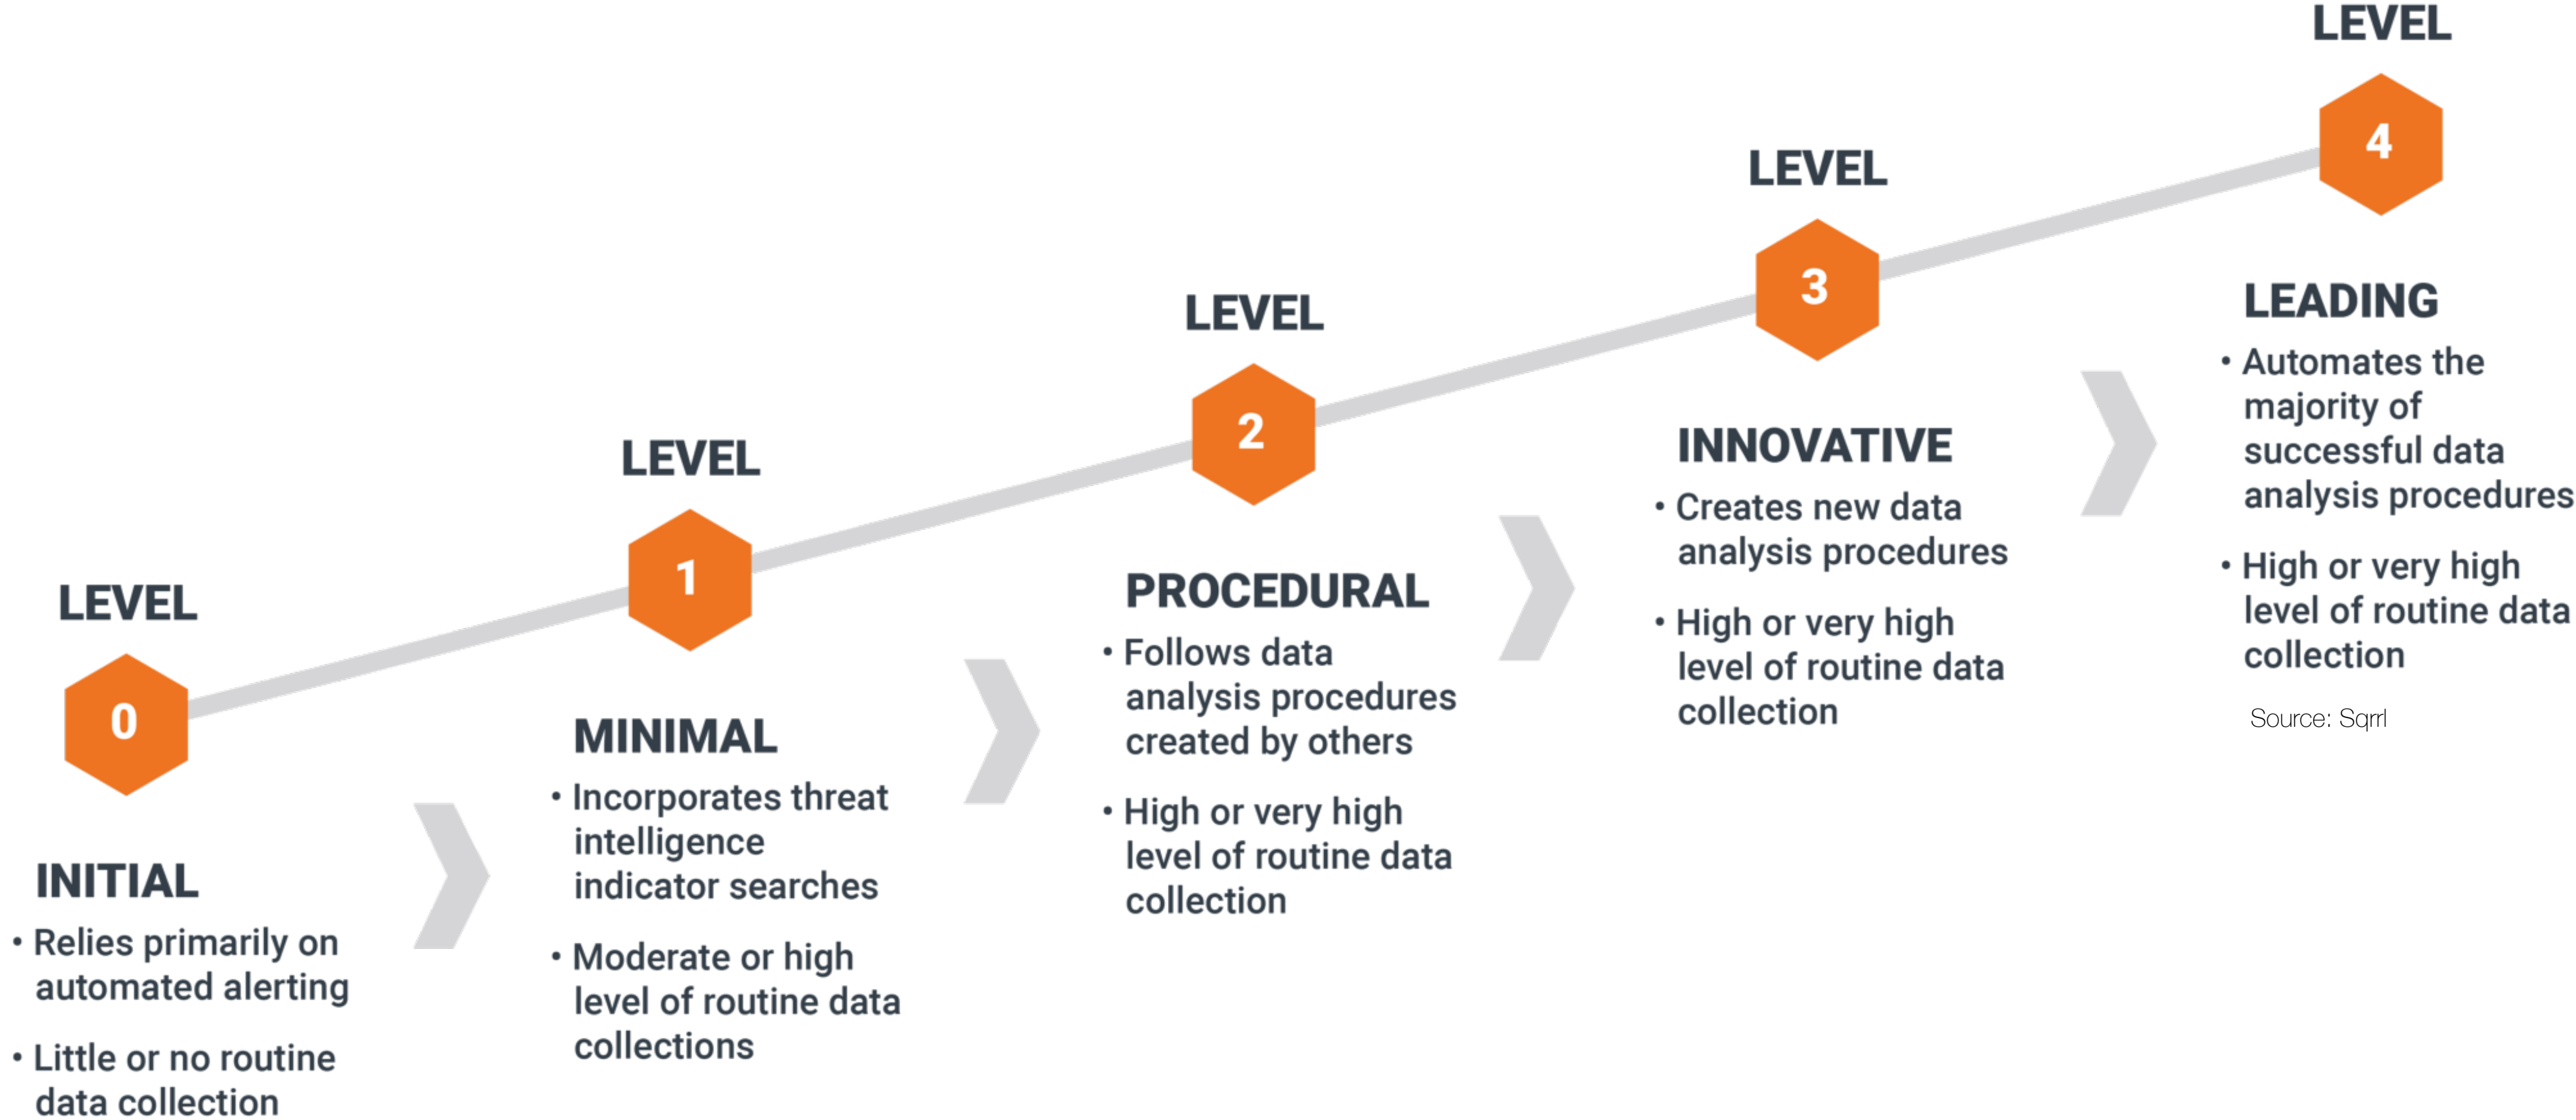 LEVEL
0
INITIAL
• Relies primarily on
automated alerting
• Little or no routine
data collection
LEVEL
1
MINIMAL
• Incorporates threat
intelligence
indicator searches
• Moderate or high
level of routine data
collections
LEVEL
2
PROCEDURAL
• Follows data
analysis procedures
created by others
• High or very high
level of routine data
collection
LEVEL
3
INNOVATIVE
• Creates new data
analysis procedures
• High or very high
level of routine data
collection
LEVEL
4
LEADING
• Automates the
majority of
successful data
analysis procedures
• High or very high
level of routine data
collection
Source: Sqrrl